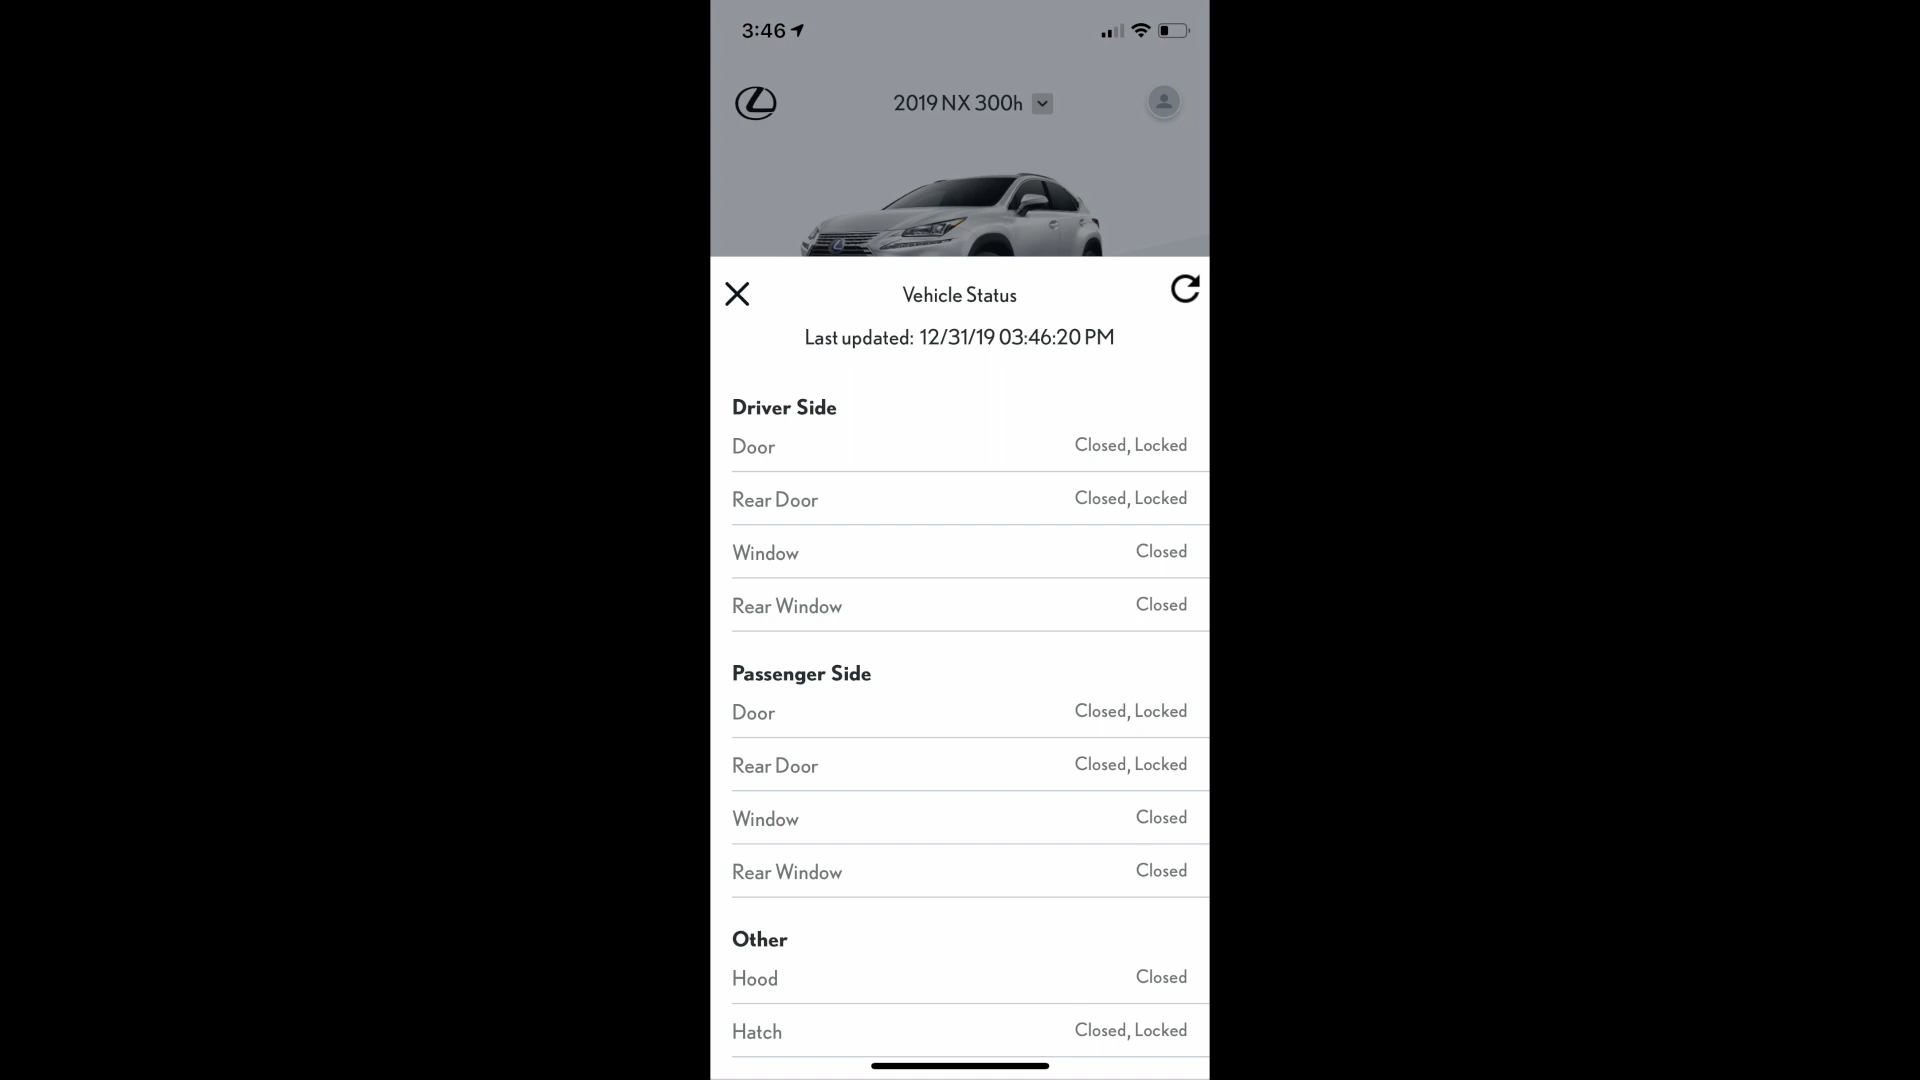 3:46
2019 NX 300h
Vehicle Status
Last updated: 12/31/19 03:46:20 PM
Driver Side
Door Closed, Locked
Rear Door Closed, Locked
Window Closed
Rear Window Closed
Passenger Side
Door Closed, Locked
Rear Door Closed, Locked
Window Closed
Rear Window Closed
Other
Hood Closed
Hatch Closed, Locked